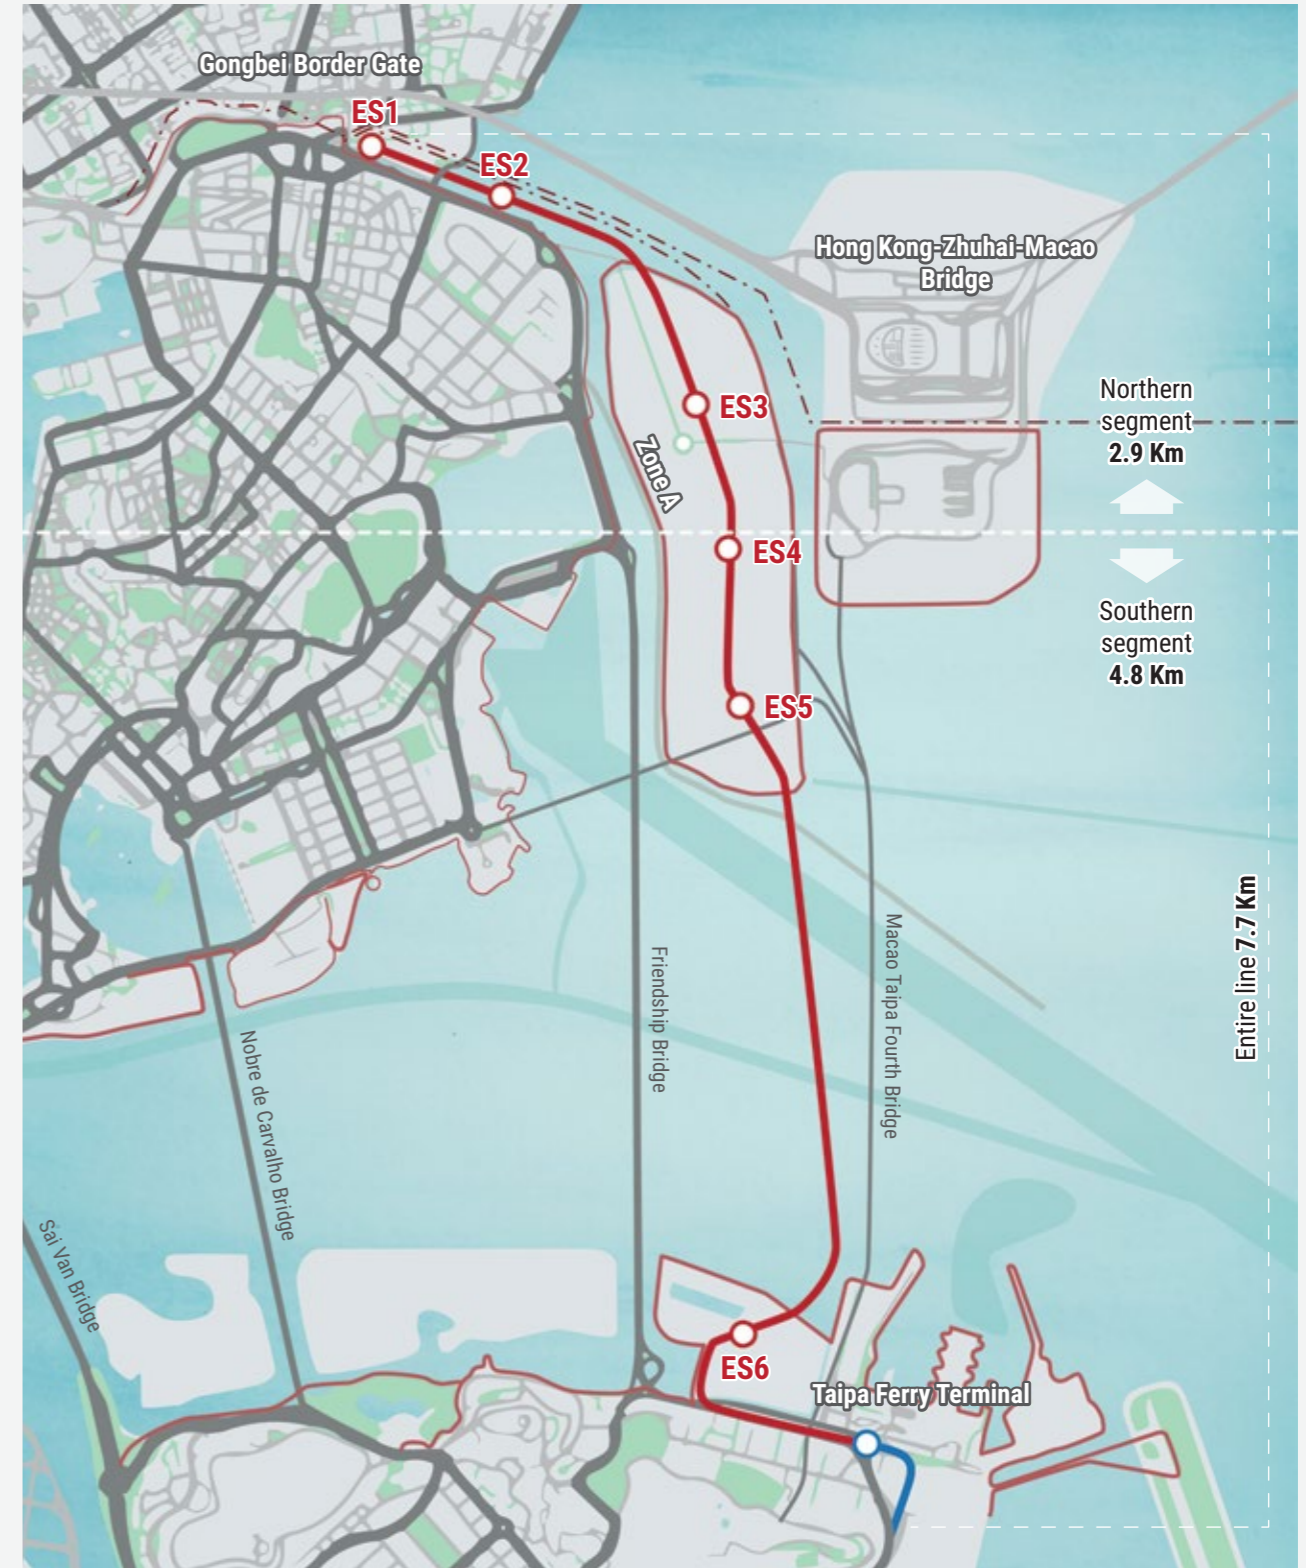 Gongbei Border Gate
ES1
ES2
Hong Kong-Zhuhai-Macao
Bridge
Northern
segment
2.9 Km
ES3
Zone A
ES4
Southern
segment
4.8 Km
ES5
Entire line 7.7 Km
Macao Taipa Fourth Bridge
Friendship Bridge
Nobre de Carvalho Bridge
Sai Van Bridge
ES6
Taipa Ferry Terminal